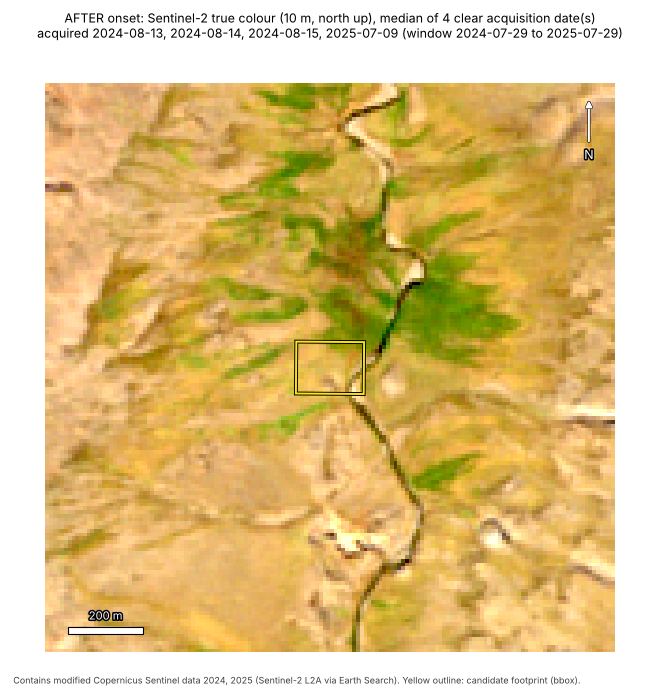 AFTER onset: Sentinel-2 true colour (10 m, north up), median of 4 clear acquisition date(s)
acquired 2024-08-13, 2024-08-14, 2024-08-15, 2025-07-09 (window 2024-07-29 to 2025-07-29)
N
200 m
Contains modified Copernicus Sentinel data 2024, 2025 (Sentinel-2 L2A via Earth Search). Yellow outline: candidate footprint (bbox).